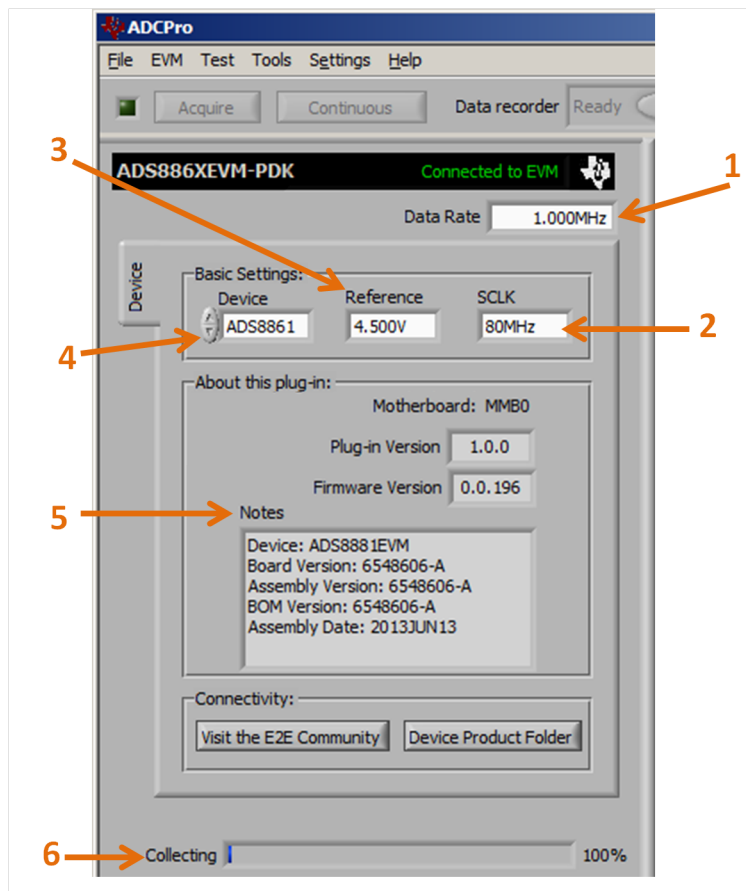 ADCPro
File EVM Test Tools Settings Help
Acquire Continuous Data recorder Ready
3
1
ADS886XEVM-PDK Connected to EVM
Data Rate 1.000MHz
Device
Basic Settings:
Device Reference SCLK
ADS8861 4.500V 80MHz
2
4
About this plug-in:
Motherboard: MMB0
Plug-in Version 1.0.0
Firmware Version 0.0.196
5
Notes
Device: ADS8881EVM
Board Version: 6548606-A
Assembly Version: 6548606-A
BOM Version: 6548606-A
Assembly Date: 2013JUN13
Connectivity:
Visit the E2E Community Device Product Folder
6 Collecting 100%